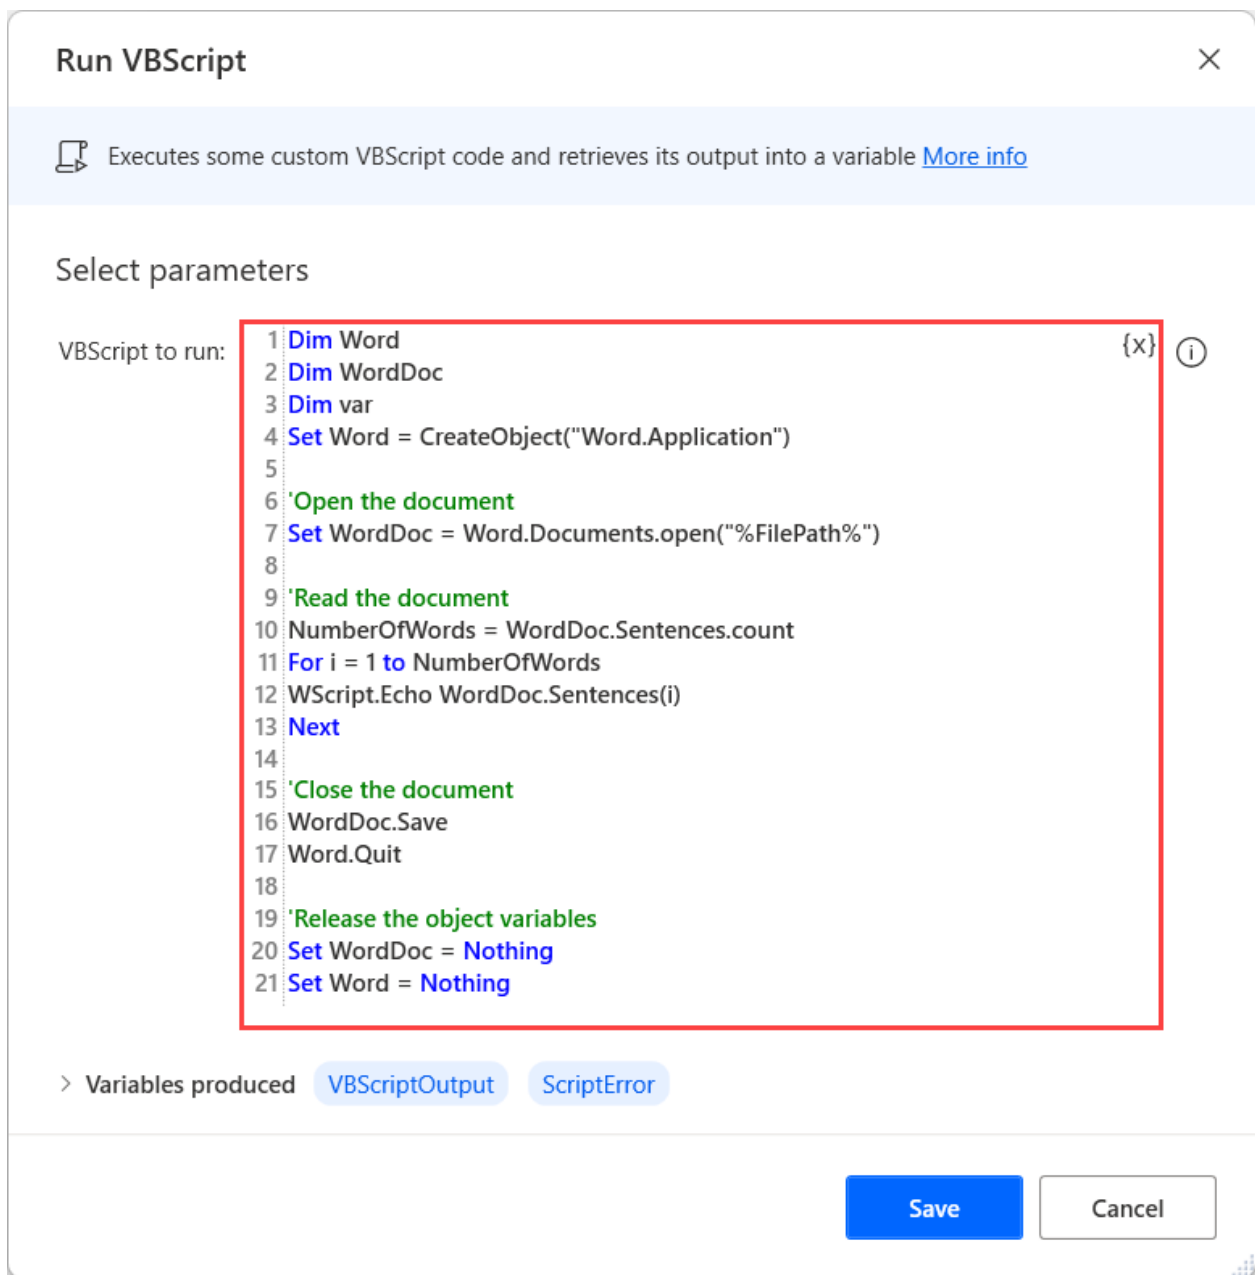 Run VBScript
Executes some custom VBScript code and retrieves its output into a variable More info
Select parameters
VBScript to run:
1 Dim Word
2 Dim WordDoc
3 Dim var
4 Set Word = CreateObject("Word.Application")
5
6 'Open the document
7 Set WordDoc = Word.Documents.open("%FilePath%")
8
9 'Read the document
10 NumberOfWords = WordDoc.Sentences.count
11 For i = 1 to NumberOfWords
12 WScript.Echo WordDoc.Sentences(i)
13 Next
14
15 'Close the document
16 WordDoc.Save
17 Word.Quit
18
19 'Release the object variables
20 Set WordDoc = Nothing
21 Set Word = Nothing
{x}
Variables produced VBScriptOutput ScriptError
Save Cancel